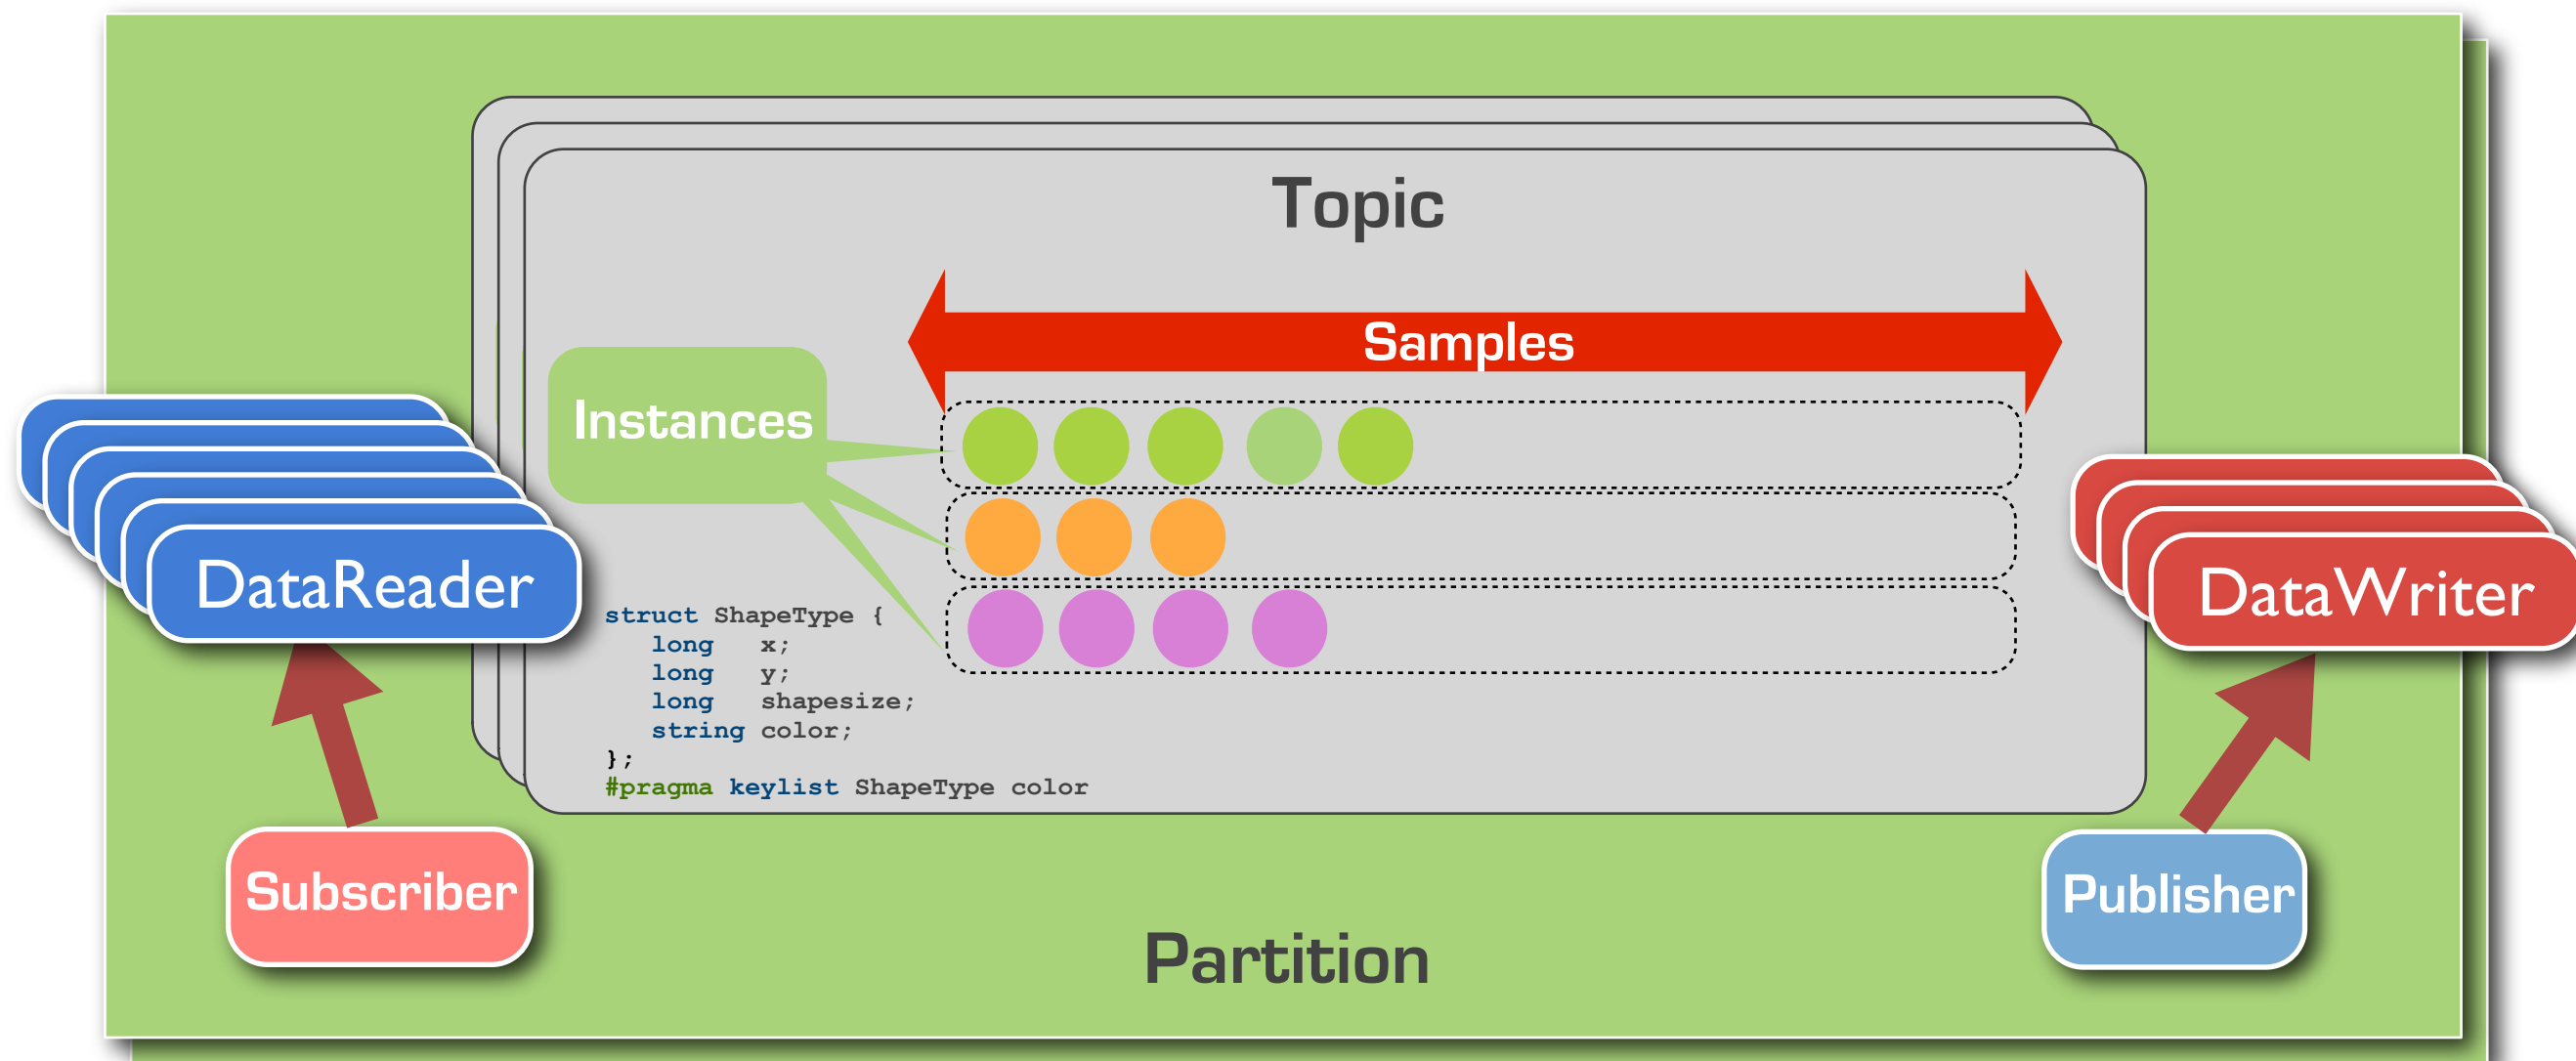 Topic
Samples
Instances
DataReader
DataWriter
struct ShapeType {
   long   x;
   long   y;
   long   shapesize;
   string color;
};
#pragma keylist ShapeType color
Subscriber
Publisher
Partition